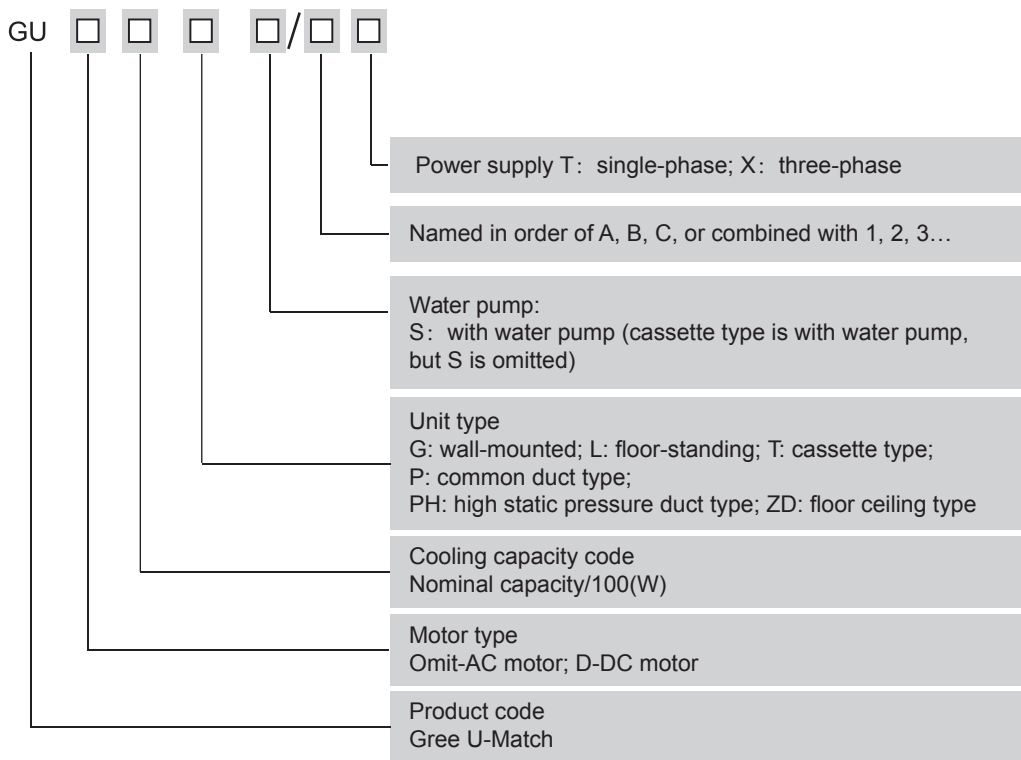 GU □ □ □ □/□ □
Power supply T：single-phase; X：three-phase
Named in order of A, B, C, or combined with 1, 2, 3…
Water pump:
S：with water pump (cassette type is with water pump,
but S is omitted)
Unit type
G: wall-mounted; L: floor-standing; T: cassette type;
P: common duct type;
PH: high static pressure duct type; ZD: floor ceiling type
Cooling capacity code
Nominal capacity/100(W)
Motor type
Omit-AC motor; D-DC motor
Product code
Gree U-Match